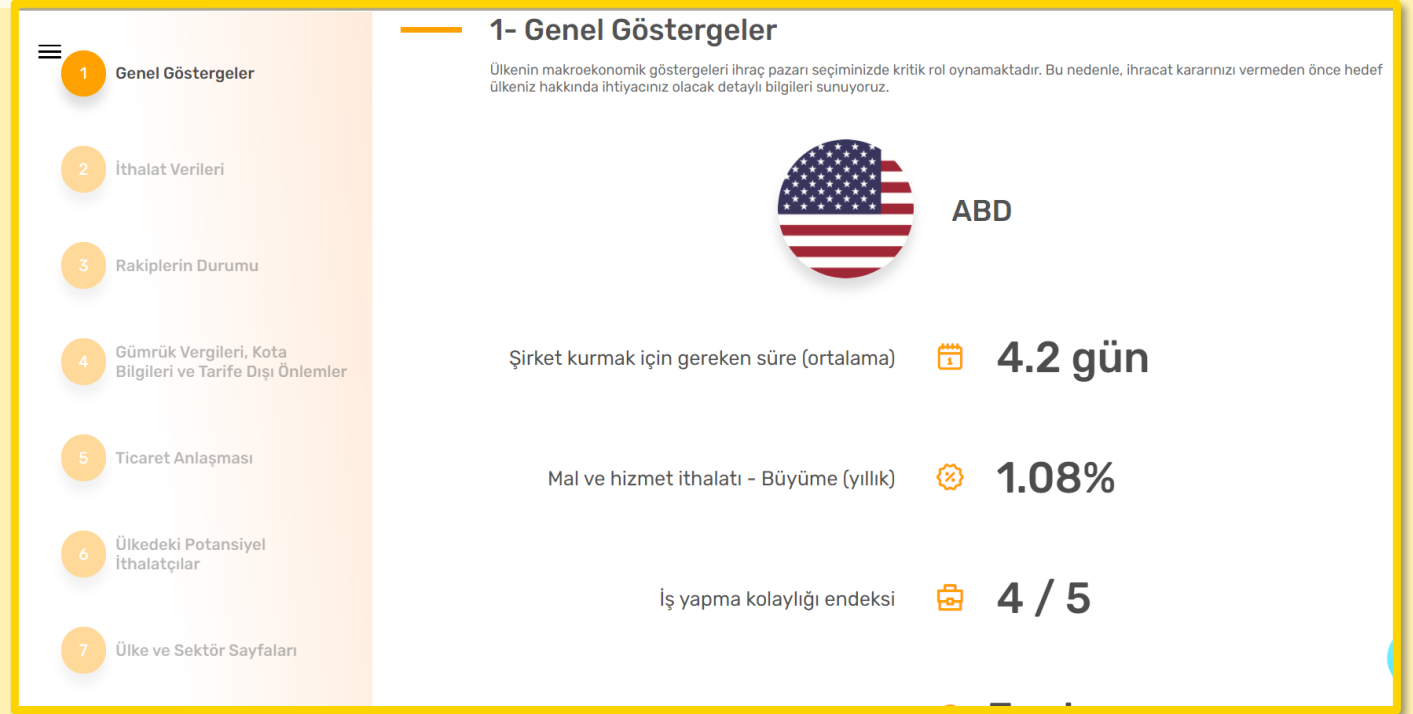 1
Genel Göstergeler
2
İthalat Verileri
3
Rakiplerin Durumu
4
Gümrük Vergileri, Kota
Bilgileri ve Tarife Dışı Önlemler
5
Ticaret Anlaşması
6
Ülkedeki Potansiyel
İthalatçılar
7
Ülke ve Sektör Sayfaları
1- Genel Göstergeler
Ülkenin makroekonomik göstergeleri ihraç pazarı seçiminizde kritik rol oynamaktadır. Bu nedenle, ihracat kararınızı vermeden önce hedef
ülkeniz hakkında ihtiyacınız olacak detaylı bilgileri sunuyoruz.
ABD
Şirket kurmak için gereken süre (ortalama)
1
4.2 gün
Mal ve hizmet ithalatı - Büyüme (yıllık)
%
1.08%
İş yapma kolaylığı endeksi
4 / 5